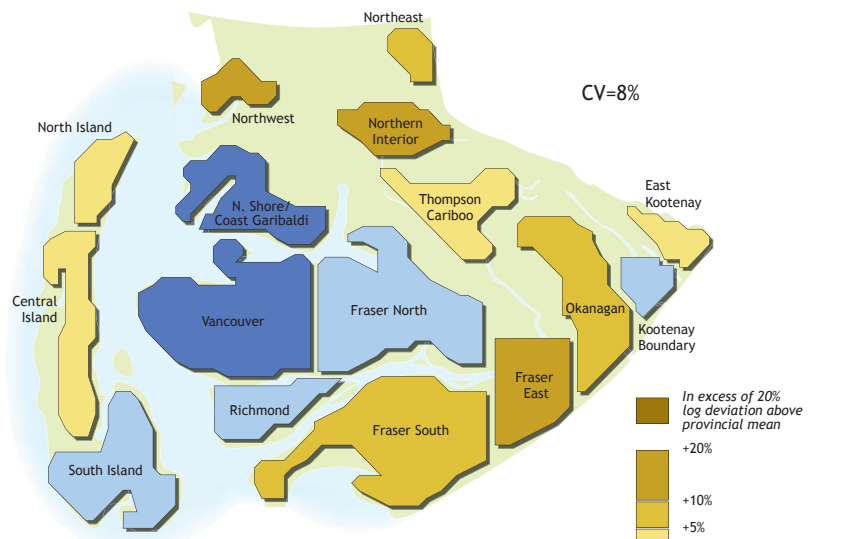 Northeast
CV=8%
Northwest
North Island
Northern
Interior
N. Shore/
Coast Garibaldi
Thompson
Cariboo
East
Kootenay
Central
Island
Vancouver
Fraser North
Okanagan
Kootenay
Boundary
Richmond
Fraser
East
Fraser South
South Island
In excess of 20%
log deviation above
provincial mean
+20%
+10%
+5%